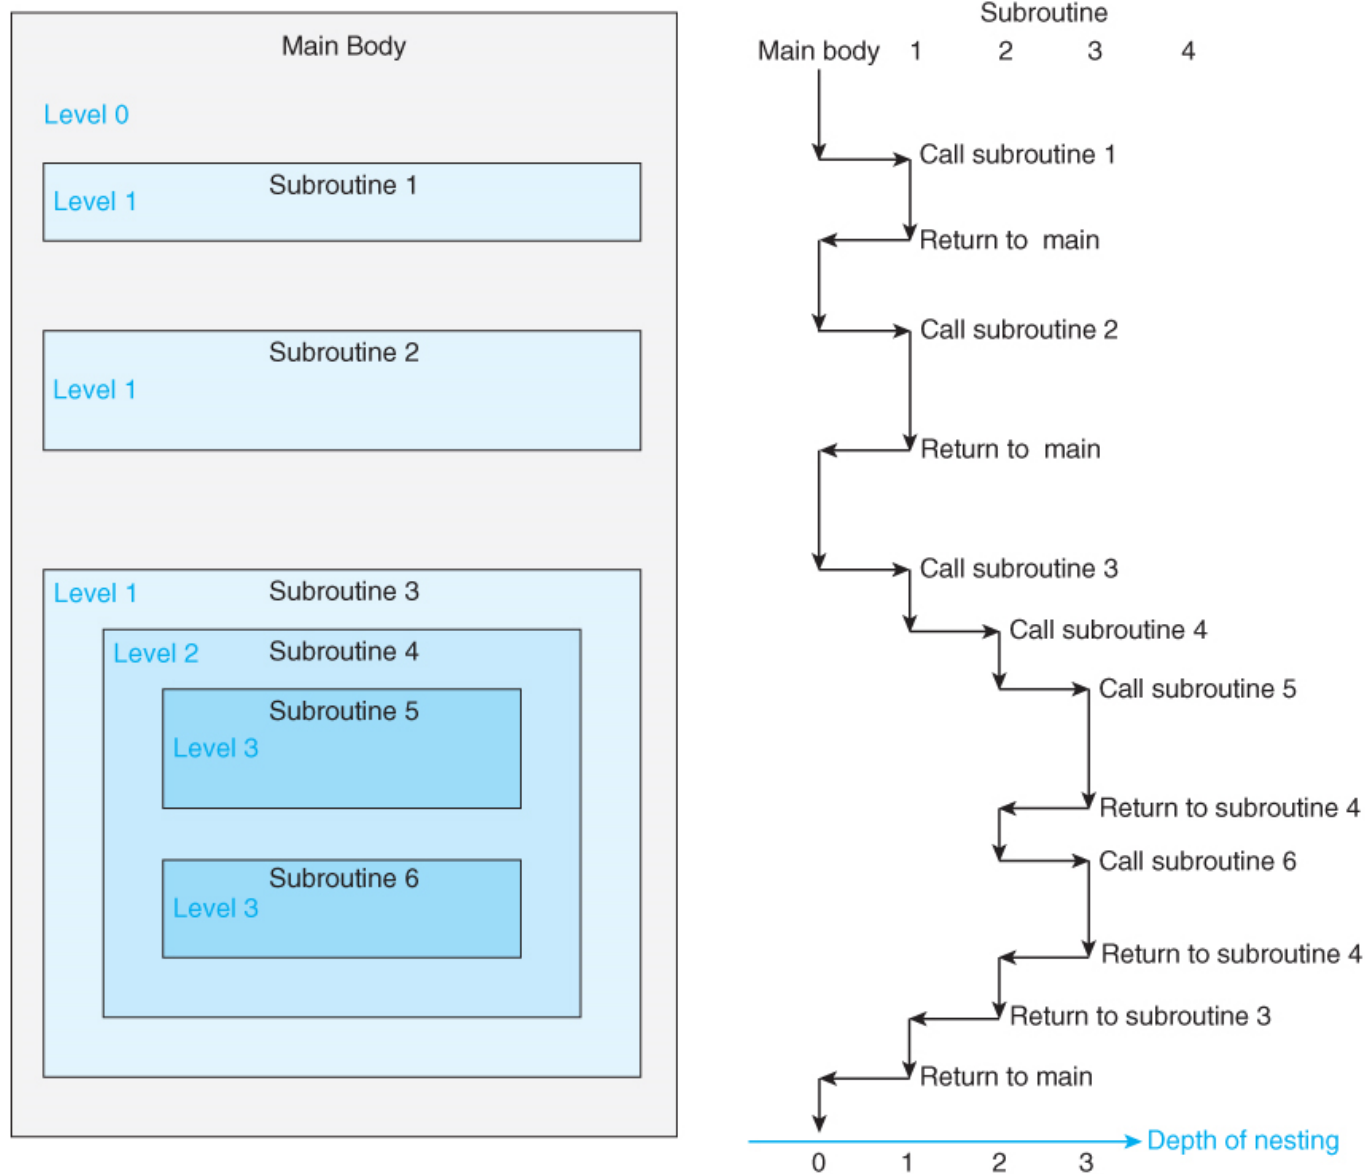 Main Body
Level 0
Subroutine 1
Level 1
Subroutine 2
Level 1
Level 1 Subroutine 3
Level 2 Subroutine 4
Subroutine 5
Level 3
Subroutine 6
Level 3
Subroutine
Main body 1 2 3 4
Call subroutine 1
Return to main
Call subroutine 2
Return to main
Call subroutine 3
Call subroutine 4
Call subroutine 5
Return to subroutine 4
Call subroutine 6
Return to subroutine 4
Return to subroutine 3
Return to main
Depth of nesting
0 1 2 3